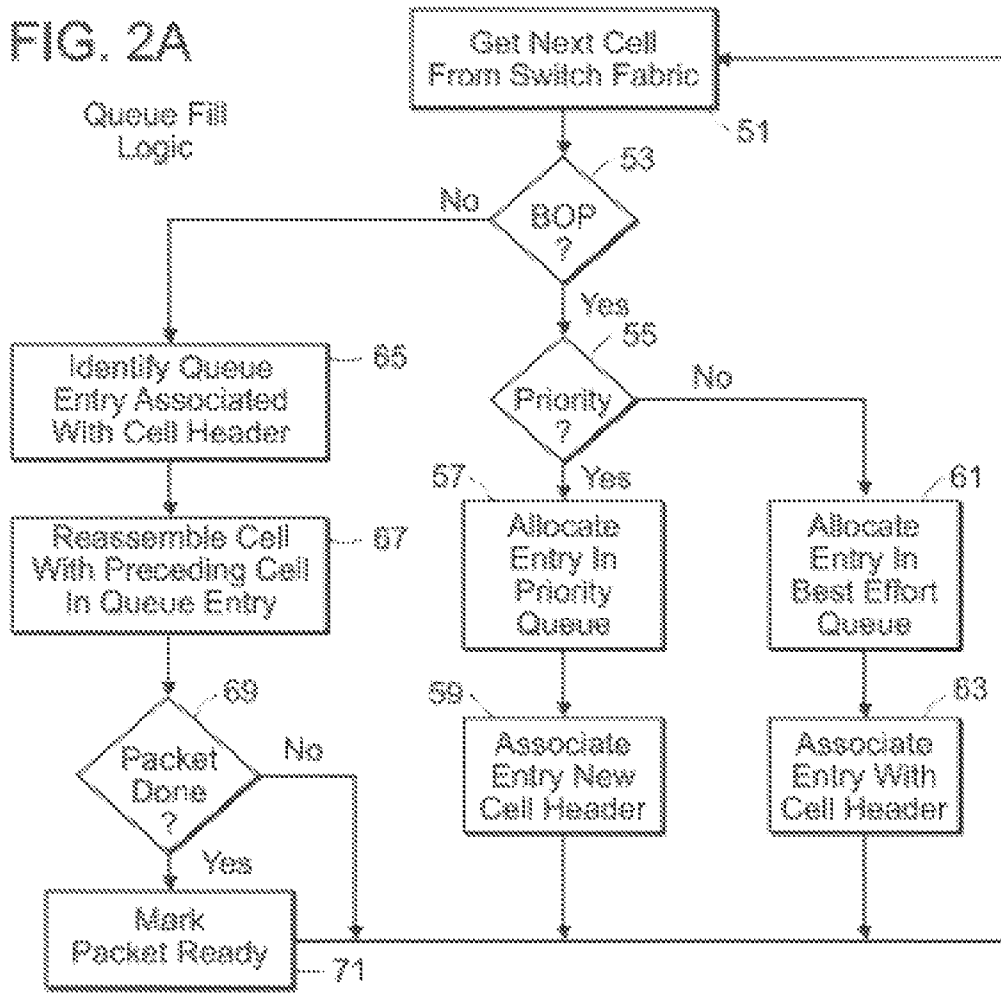 FIG. 2A
Queue Fill
Logic
Get Next Cell
From Switch Fabric
51
53
BOP
?
No
Yes
55
Priority
?
No
Yes
65
Identify Queue
Entry Associated
With Cell Header
67
Reassemble Cell
With Preceding Cell
In Queue Entry
57
Allocate
Entry In
Priority
Queue
61
Allocate
Entry In
Best Effort
Queue
69
Packet
Done
?
No
Yes
59
Associate
Entry New
Cell Header
63
Associate
Entry With
Cell Header
Mark
Packet Ready
71